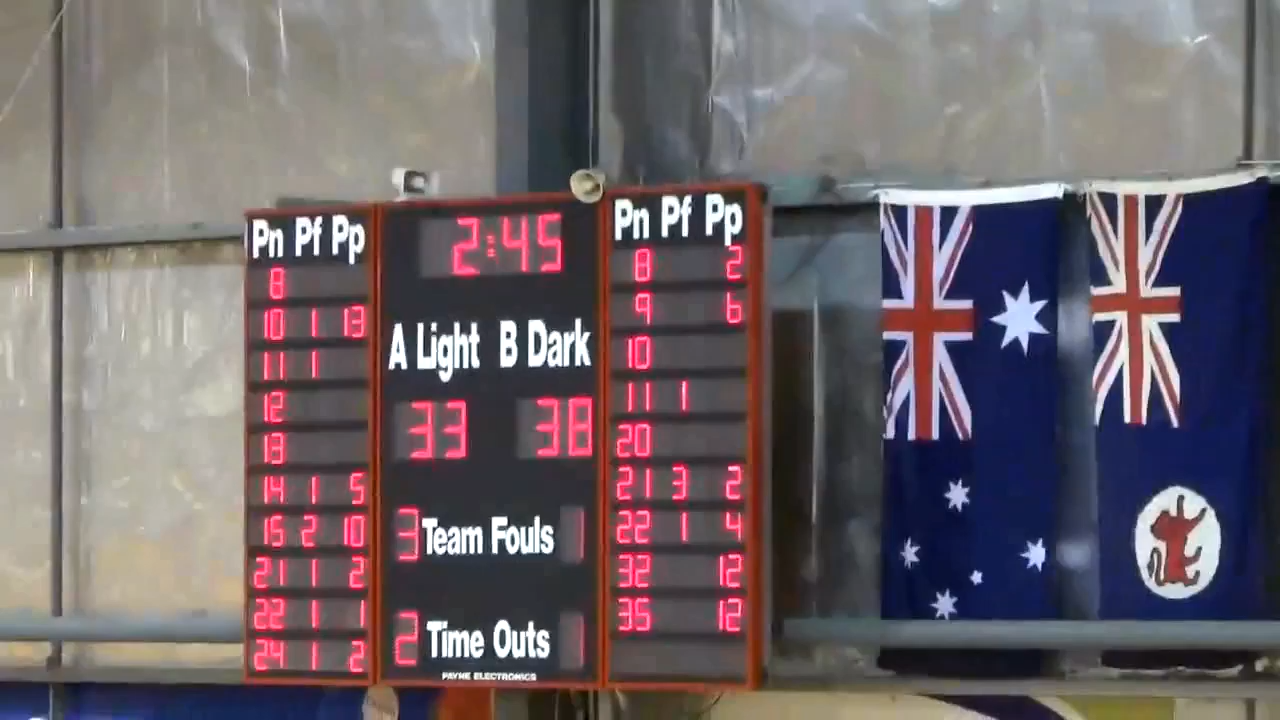 Pn Pf Pp
8
10 1 13
11 1
12
13
14 1 5
15 2 10
21 1 2
22 1 1
24 1 2
2:45
A Light B Dark
33 38
3 Team Fouls 1
2 Time Outs 1
PAYNE ELECTRONICS
Pn Pf Pp
8 2
9 6
10
11 1
20
21 3 2
22 1 4
32 12
35 12